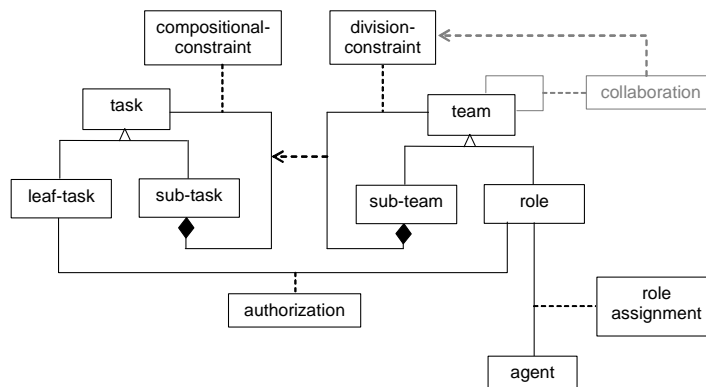 compositional-
constraint
division-
constraint
task
team
collaboration
leaf-task
sub-task
sub-team
role
authorization
role
assignment
agent